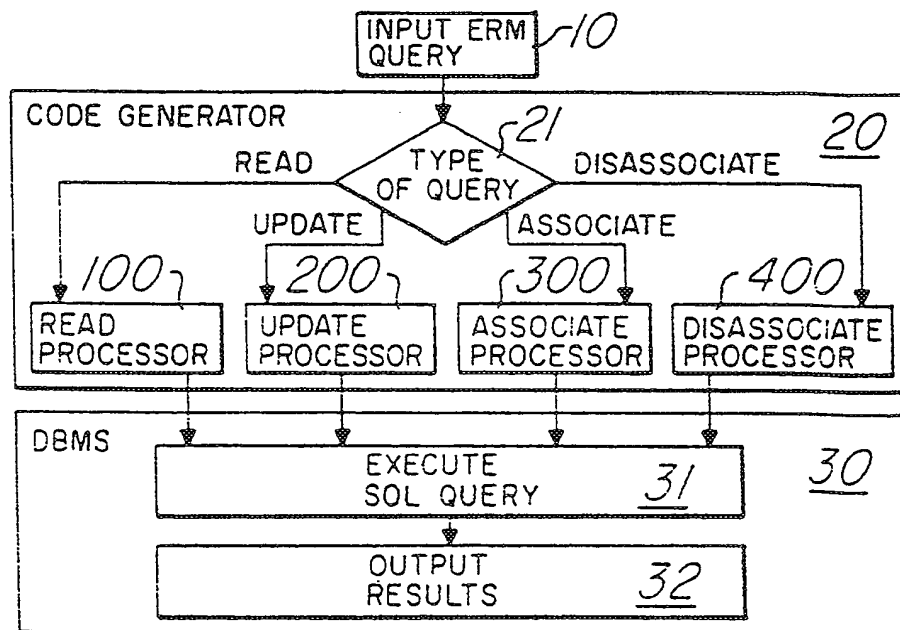 INPUT ERM
QUERY
10
CODE GENERATOR
20
21
TYPE
OF QUERY
READ
DISASSOCIATE
UPDATE
ASSOCIATE
100
200
300
400
READ
PROCESSOR
UPDATE
PROCESSOR
ASSOCIATE
PROCESSOR
DISASSOCIATE
PROCESSOR
DBMS
30
EXECUTE
SQL QUERY
31
OUTPUT
RESULTS
32